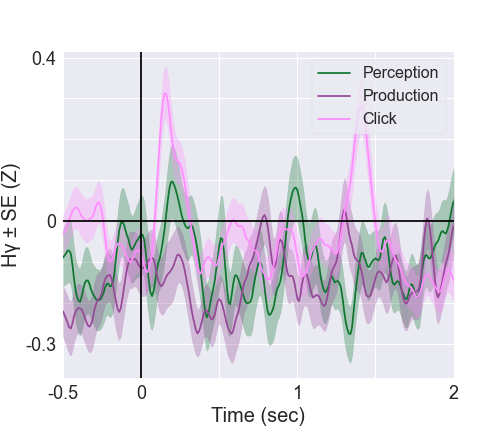 Hγ ± SE (Z)
0.4
0
-0.3
Perception
Production
Click
-0.5 0 1 2
Time (sec)